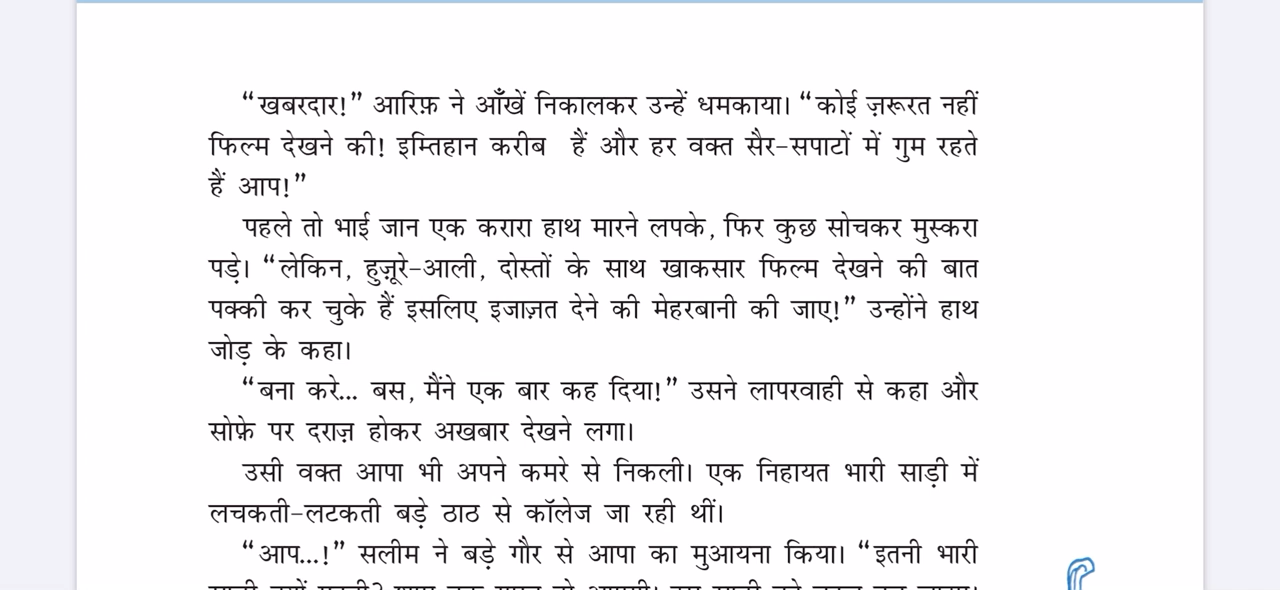 “खबरदार!” आरिफ़ ने आँखें निकालकर उन्हें धमकाया। “कोई ज़रूरत नहीं
फिल्म देखने की! इम्तिहान करीब हैं और हर वक्त सैर-सपाटों में गुम रहते
हैं आप!”
पहले तो भाई जान एक करारा हाथ मारने लपके, फिर कुछ सोचकर मुस्करा
पड़े। “लेकिन, हुज़ूरे-आली, दोस्तों के साथ खाकसार फिल्म देखने की बात
पक्की कर चुके हैं इसलिए इजाज़त देने की मेहरबानी की जाए!” उन्होंने हाथ
जोड़ के कहा।
“बना करे... बस, मैंने एक बार कह दिया!” उसने लापरवाही से कहा और
सोफ़े पर दराज़ होकर अखबार देखने लगा।
उसी वक्त आपा भी अपने कमरे से निकली। एक निहायत भारी साड़ी में
लचकती-लटकती बड़े ठाठ से कॉलेज जा रही थीं।
“आप...!” सलीम ने बड़े गौर से आपा का मुआयना किया। “इतनी भारी